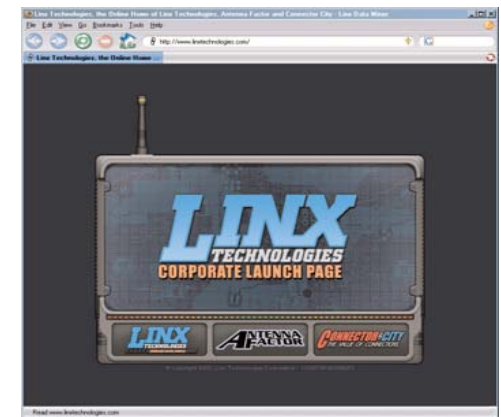 Linx Technologies, the Online Home of Linx Technologies, Antenna Factor and Connector City - Linx Data Wizer
File Edit View Go Bookmarks Tools Help
http://www.linxtechnologies.com/
Linx Technologies, the Online Home ...
LINX
TECHNOLOGIES
CORPORATE LAUNCH PAGE
LINX
TECHNOLOGIES
ANTENNA
FACTOR
CONNECTOR CITY
THE VALUE OF CONNECTIONS
Read www.linxtechnologies.com